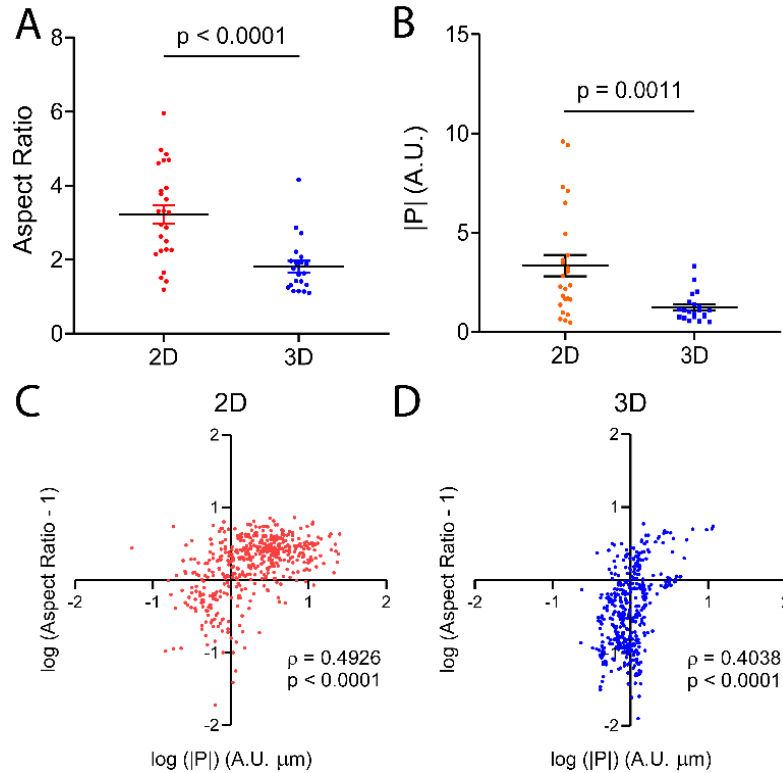 A
p < 0.0001
Aspect Ratio
8
6
4
2
0
2D
3D
B
p = 0.0011
|P| (A.U.)
15
10
5
0
2D
3D
C
2D
log (Aspect Ratio - 1)
2
1
-2
-1
1
2
-1
-2
ρ = 0.4926
p < 0.0001
log (|P|) (A.U. μm)
D
3D
log (Aspect Ratio - 1)
2
1
-2
-1
1
2
-1
-2
ρ = 0.4038
p < 0.0001
log (|P|) (A.U. μm)